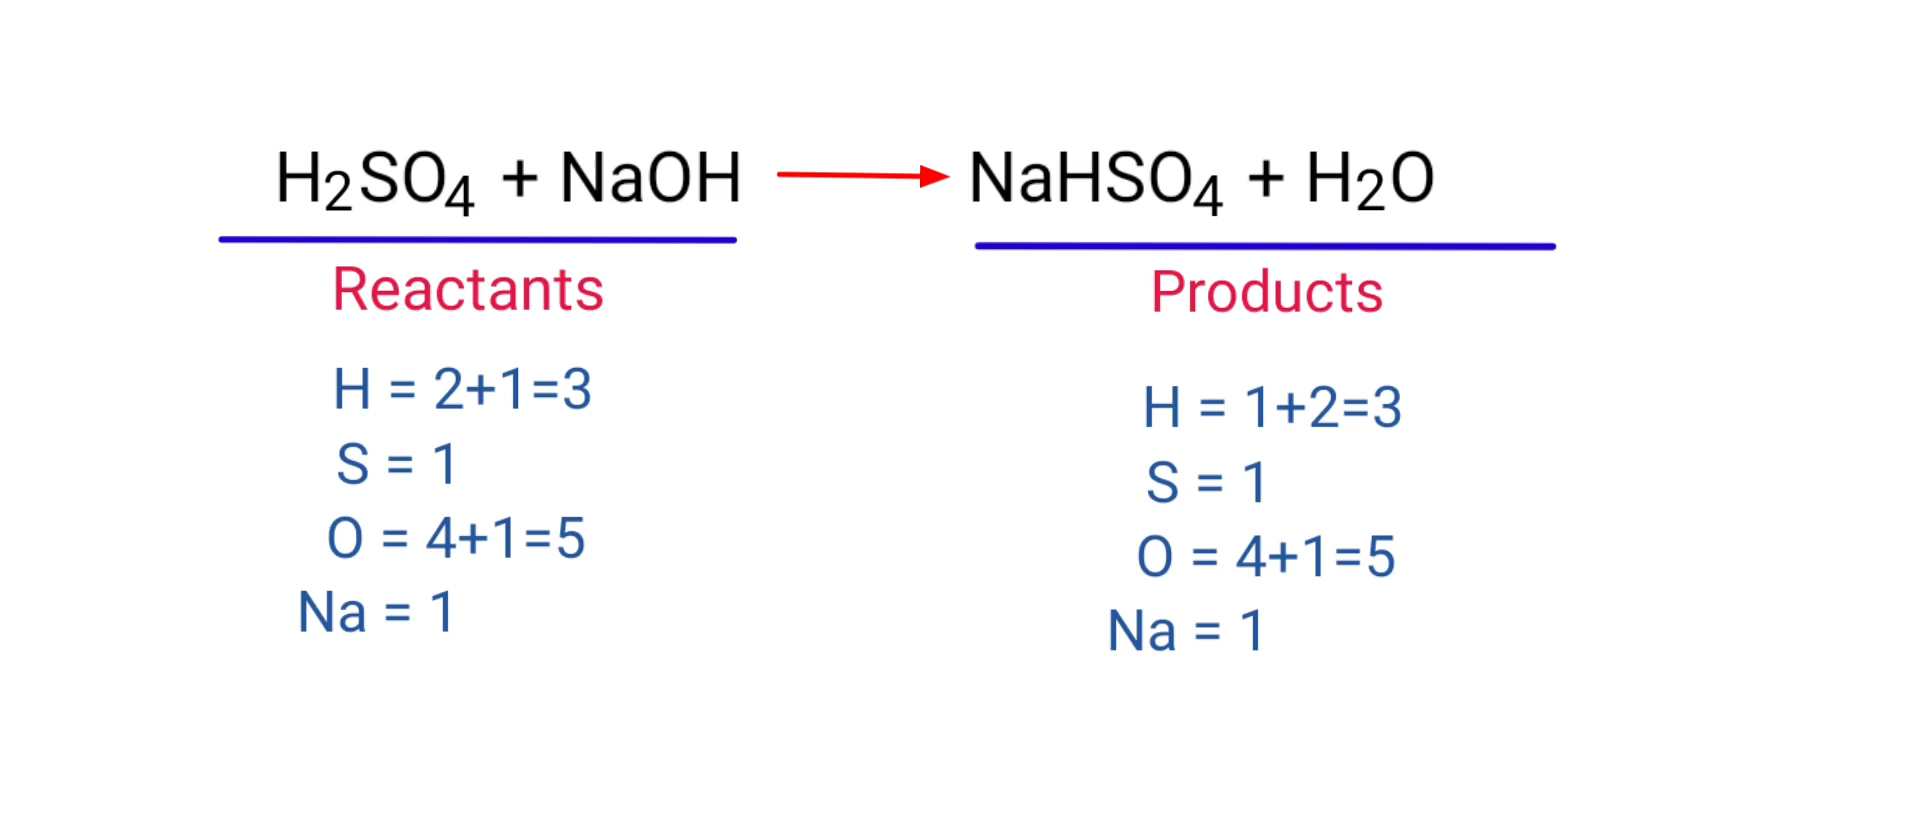 H₂SO₄ + NaOH → NaHSO₄ + H₂O
Reactants
H = 2+1=3
S = 1
O = 4+1=5
Na = 1
Products
H = 1+2=3
S = 1
O = 4+1=5
Na = 1